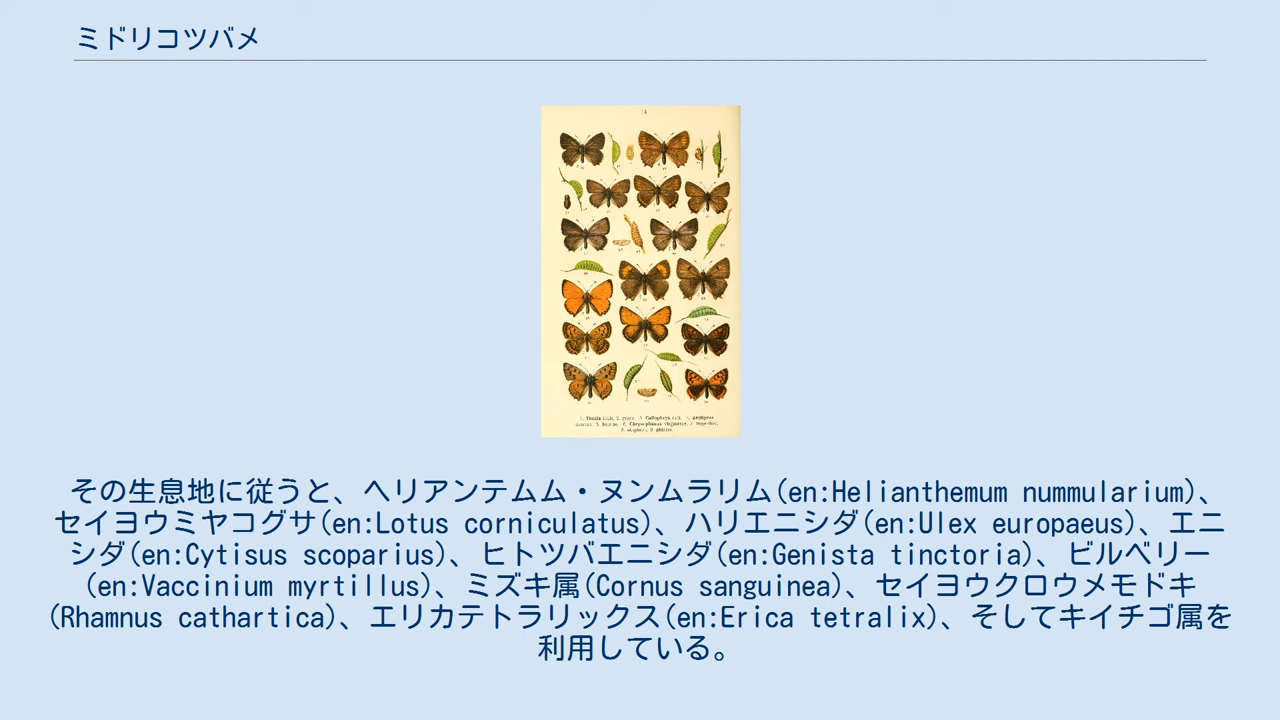 ミドリコツバメ
その生息地に従うと、ヘリアンテムム・ヌンムラリム(en:Helianthemum nummularium)、
セイヨウミヤコグサ(en:Lotus corniculatus)、ハリエニシダ(en:Ulex europaeus)、エニ
シダ(en:Cytisus scoparius)、ヒトツバエニシダ(en:Genista tinctoria)、ビルベリー
(en:Vaccinium myrtillus)、ミズキ属(Cornus sanguinea)、セイヨウクロウメモドキ
(Rhamnus cathartica)、エリカテトラリックス(en:Erica tetralix)、そしてキイチゴ属を
利用している。